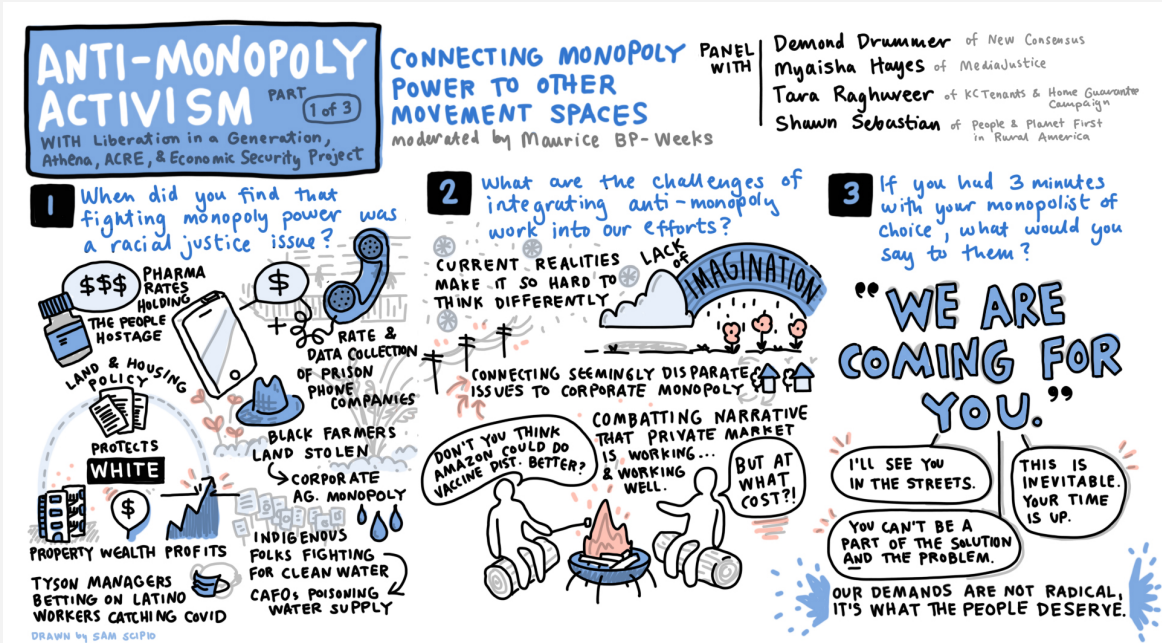 ANTI-MONOPOLY
ACTIVISM
PART
1 of 3
WITH Liberation in a Generation,
Athena, ACRE, & Economic Security Project
CONNECTING MONOPOLY
POWER TO OTHER
MOVEMENT SPACES
moderated by Maurice BP-Weeks
PANEL
WITH
Demond Drummer of New Consensus
Myaisha Hayes of MediaJustice
Tara Raghuveer of KC Tenants & Home Guarantee
Campaign
Shawn Sebastian of People & Planet First
in Rural America
1
When did you find that
fighting monopoly power was
a racial justice issue?
$$$
PHARMA
RATES
HOLDING
THE PEOPLE
HOSTAGE
$
+
RATE &
DATA COLLECTION
OF PRISON
PHONE
COMPANIES
LAND & HOUSING
POLICY
PROTECTS
WHITE
$
PROPERTY WEALTH PROFITS
BLACK FARMERS
LAND STOLEN
CORPORATE
AG. MONOPOLY
INDIGENOUS
FOLKS FIGHTING
FOR CLEAN WATER
CAFOs POISONING
WATER SUPPLY
TYSON MANAGERS
BETTING ON LATINO
WORKERS CATCHING COVID
DRAWN by SAM SCIPIO
2
What are the challenges of
integrating anti-monopoly
work into our efforts?
CURRENT REALITIES
MAKE IT SO HARD TO
THINK DIFFERENTLY
LACK
OF
IMAGINATION
CONNECTING SEEMINGLY DISPARATE
ISSUES TO CORPORATE MONOPOLY
DON'T YOU THINK
AMAZON COULD DO
VACCINE DIST. BETTER?
COMBATTING NARRATIVE
THAT PRIVATE MARKET
IS WORKING...
& WORKING
WELL.
BUT AT
WHAT
COST?!
3
If you had 3 minutes
with your monopolist of
choice, what would you
say to them?
"WE ARE
COMING FOR
YOU."
I'LL SEE YOU
IN THE STREETS.
THIS IS
INEVITABLE.
YOUR TIME
IS UP.
YOU CAN'T BE A
PART OF THE SOLUTION
AND THE PROBLEM.
OUR DEMANDS ARE NOT RADICAL,
IT'S WHAT THE PEOPLE DESERVE.